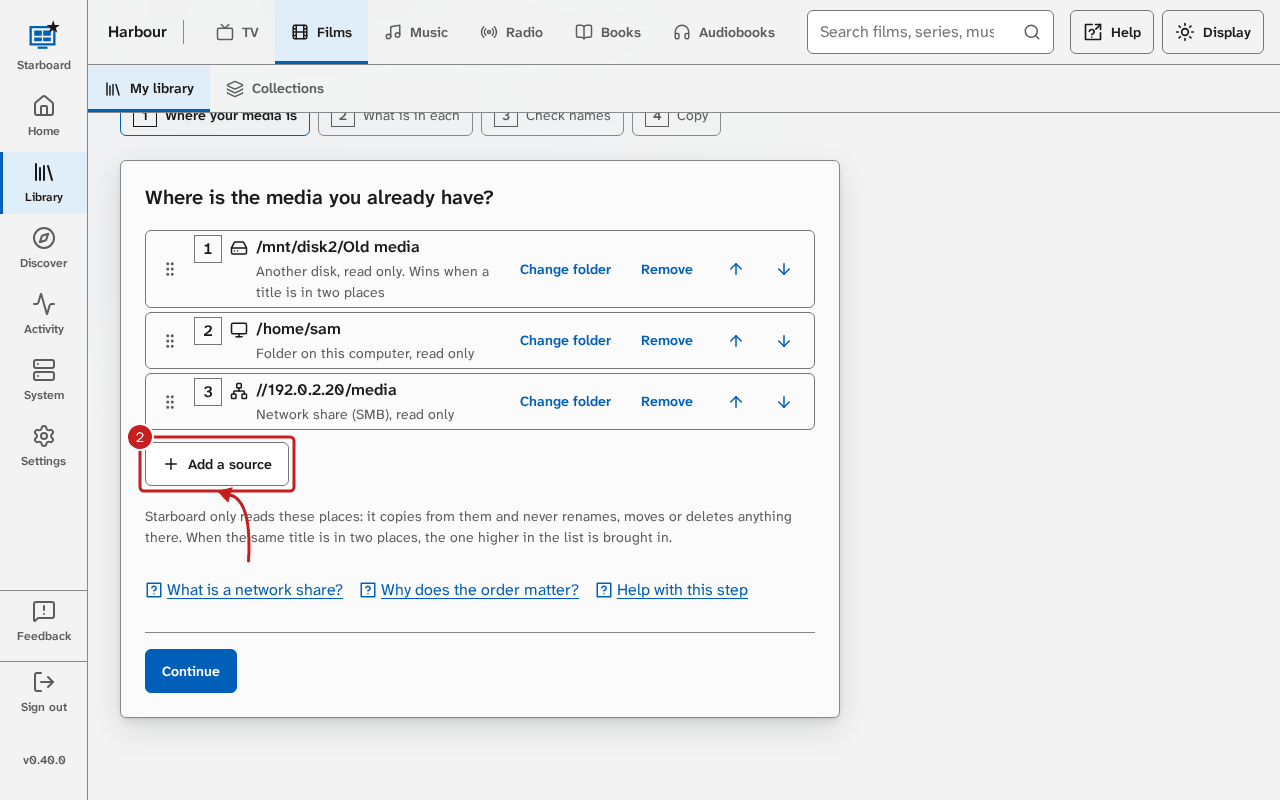 Starboard
Home
Library
Discover
Activity
System
Settings
Feedback
Sign out
v0.40.0
Harbour
TV
Films
Music
Radio
Books
Audiobooks
Search films, series, mus
Help
Display
My library
Collections
1 Where your media is
2 What is in each
3 Check names
4 Copy
Where is the media you already have?
1 /mnt/disk2/Old media
Another disk, read only. Wins when a
title is in two places
Change folder
Remove
2 /home/sam
Folder on this computer, read only
Change folder
Remove
3 //192.0.2.20/media
Network share (SMB), read only
Change folder
Remove
2
Add a source
Starboard only reads these places: it copies from them and never renames, moves or deletes anything
there. When the same title is in two places, the one higher in the list is brought in.
What is a network share?
Why does the order matter?
Help with this step
Continue